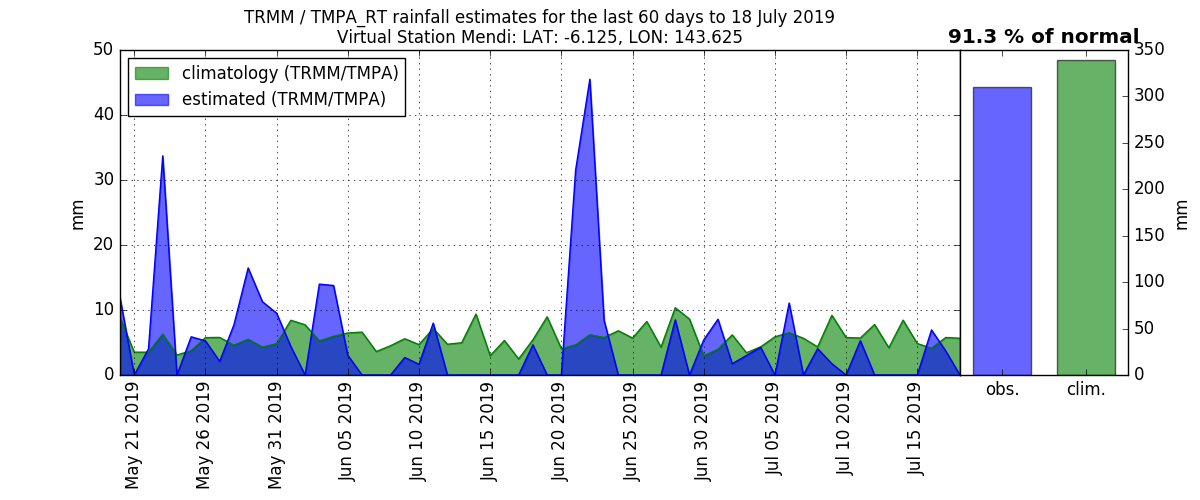 TRMM / TMPA_RT rainfall estimates for the last 60 days to 18 July 2019
Virtual Station Mendi: LAT: -6.125, LON: 143.625
91.3 % of normal
climatology (TRMM/TMPA)
estimated (TRMM/TMPA)
50
40
30
20
10
0
mm
350
300
250
200
150
100
50
0
mm
May 21 2019
May 26 2019
May 31 2019
Jun 05 2019
Jun 10 2019
Jun 15 2019
Jun 20 2019
Jun 25 2019
Jun 30 2019
Jul 05 2019
Jul 10 2019
Jul 15 2019
obs.
clim.